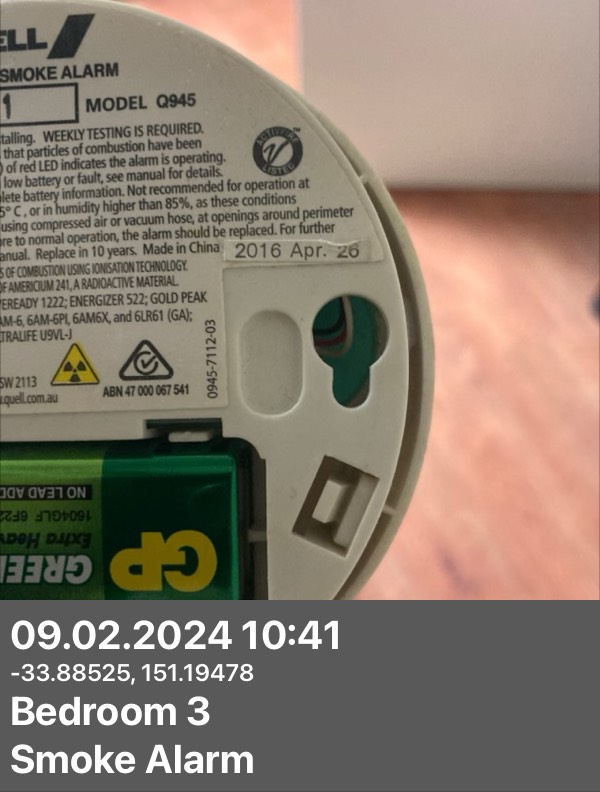 ELL
SMOKE ALARM
1 MODEL Q945
talling. WEEKLY TESTING IS REQUIRED.
that particles of combustion have been
) of red LED indicates the alarm is operating.
low battery or fault, see manual for details.
lete battery information. Not recommended for operation at
5° C, or in humidity higher than 85%, as these conditions
using compressed air or vacuum hose, at openings around perimeter
re to normal operation, the alarm should be replaced. For further
anual. Replace in 10 years. Made in China 2016 Apr. 26
S OF COMBUSTION USING IONISATION TECHNOLOGY.
OF AMERICIUM 241, A RADIOACTIVE MATERIAL.
EREADY 1222; ENERGIZER 522; GOLD PEAK
AM-6, 6AM-6PI, 6AM6X, and 6LR61 (GA);
TRALIFE U9VL-J
ACTIVFIRE
LISTED
SW 2113
.quell.com.au
ABN 47 000 067 541
0945-7112-03
NO LEAD ADD
1604GLF 6F22
Extra Heav
GP
GREE
09.02.2024 10:41
-33.88525, 151.19478
Bedroom 3
Smoke Alarm